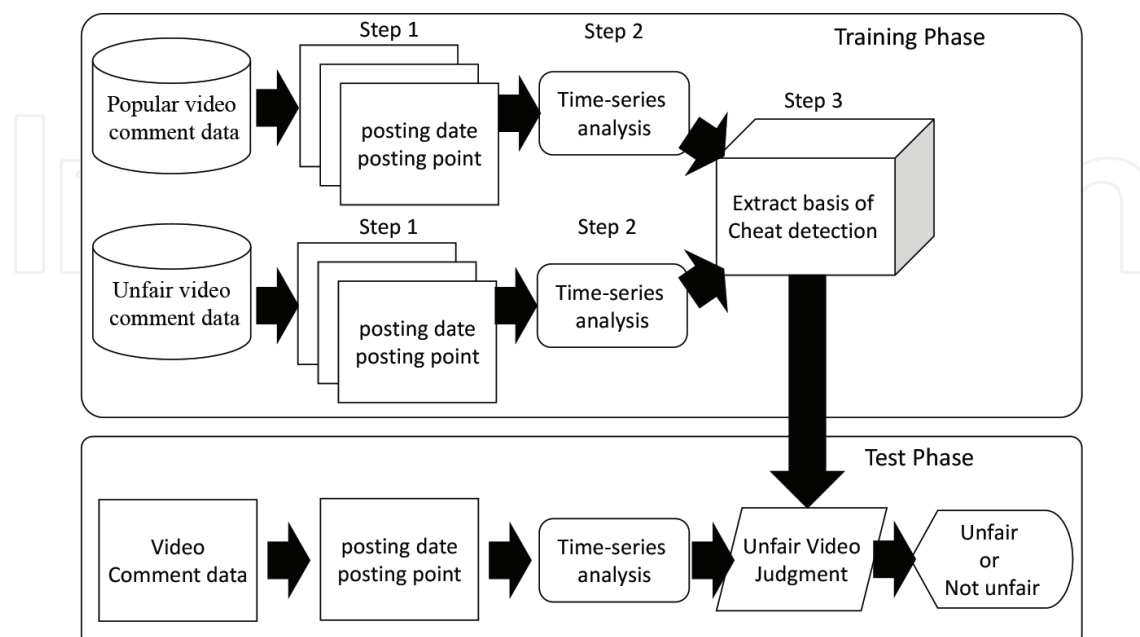 Training Phase
Step 1
Step 2
Step 3
Popular video
comment data
posting date
posting point
Time-series
analysis
Extract basis of
Cheat detection
Step 1
Step 2
Unfair video
comment data
posting date
posting point
Time-series
analysis
Test Phase
Video
Comment data
posting date
posting point
Time-series
analysis
Unfair Video
Judgment
Unfair
or
Not unfair